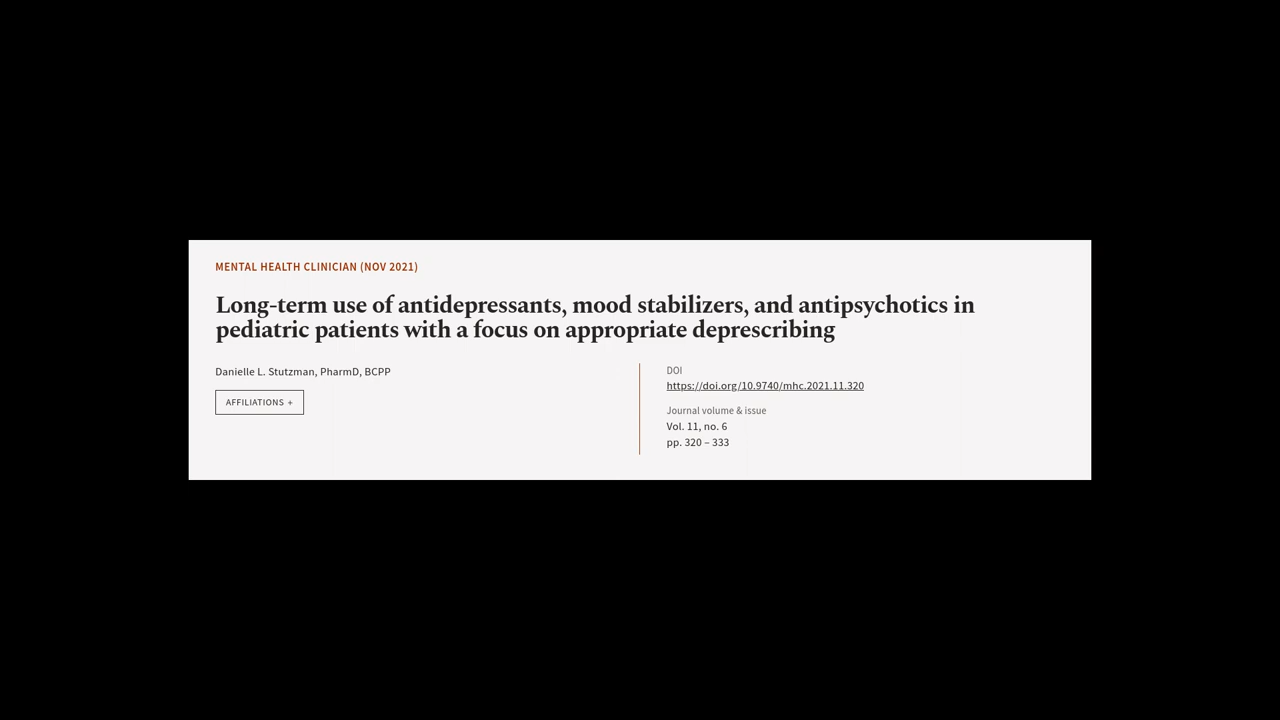 MENTAL HEALTH CLINICIAN (NOV 2021)
Long-term use of antidepressants, mood stabilizers, and antipsychotics in
pediatric patients with a focus on appropriate deprescribing
Danielle L. Stutzman, PharmD, BCPP
AFFILIATIONS +
DOI
https://doi.org/10.9740/mhc.2021.11.320
Journal volume & issue
Vol. 11, no. 6
pp. 320 – 333